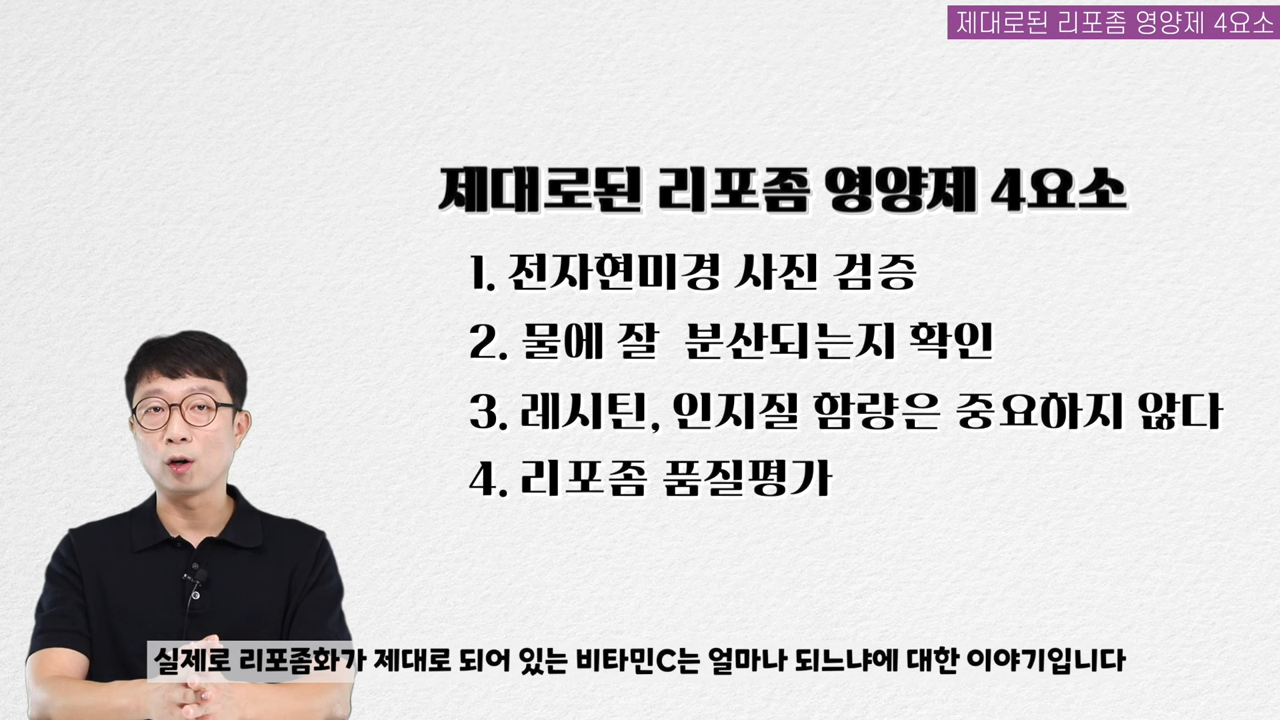 제대로된 리포좀 영양제 4요소
제대로된 리포좀 영양제 4요소
1. 전자현미경 사진 검증
2. 물에 잘 분산되는지 확인
3. 레시틴, 인지질 함량은 중요하지 않다
4. 리포좀 품질평가
실제로 리포좀화가 제대로 되어 있는 비타민C는 얼마나 되느냐에 대한 이야기입니다